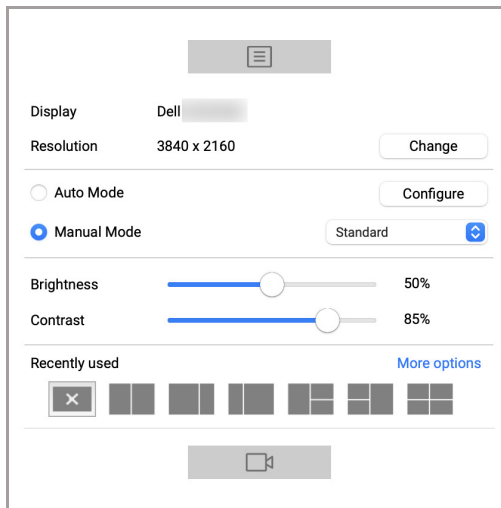 Display Dell
Resolution 3840 x 2160 Change
Auto Mode Configure
Manual Mode Standard
Brightness 50%
Contrast 85%
Recently used More options